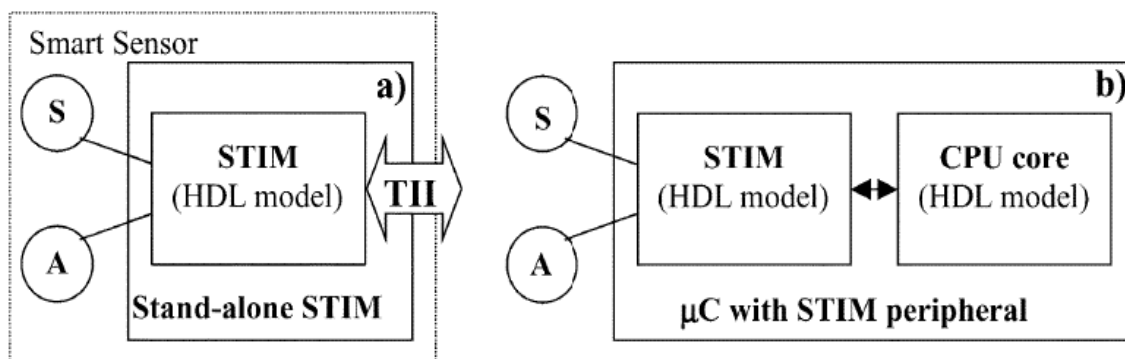 Smart Sensor
a)
S
STIM
(HDL model)
TII
A
Stand-alone STIM
b)
S
STIM
(HDL model)
CPU core
(HDL model)
A
μC with STIM peripheral